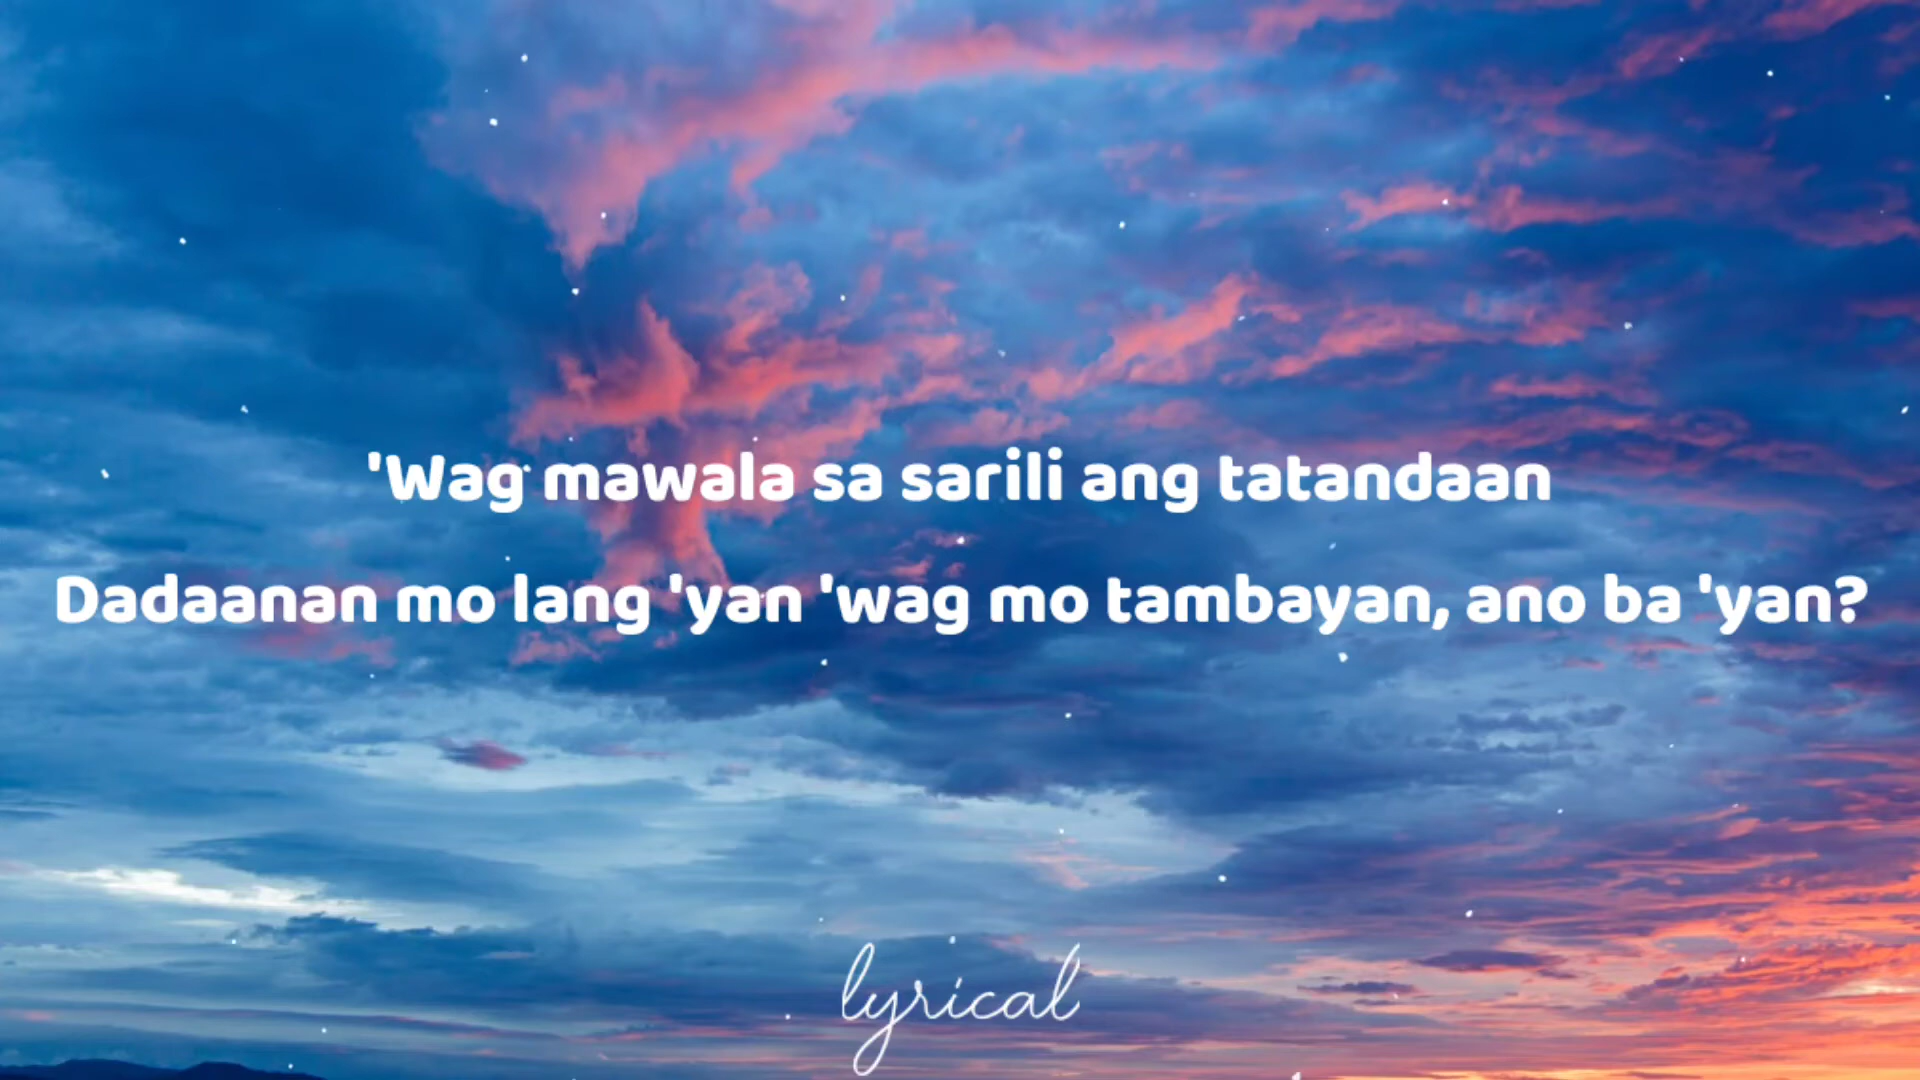 'Wag mawala sa sarili ang tatandaan
Dadaanan mo lang 'yan 'wag mo tambayan, ano ba 'yan?
lyrical